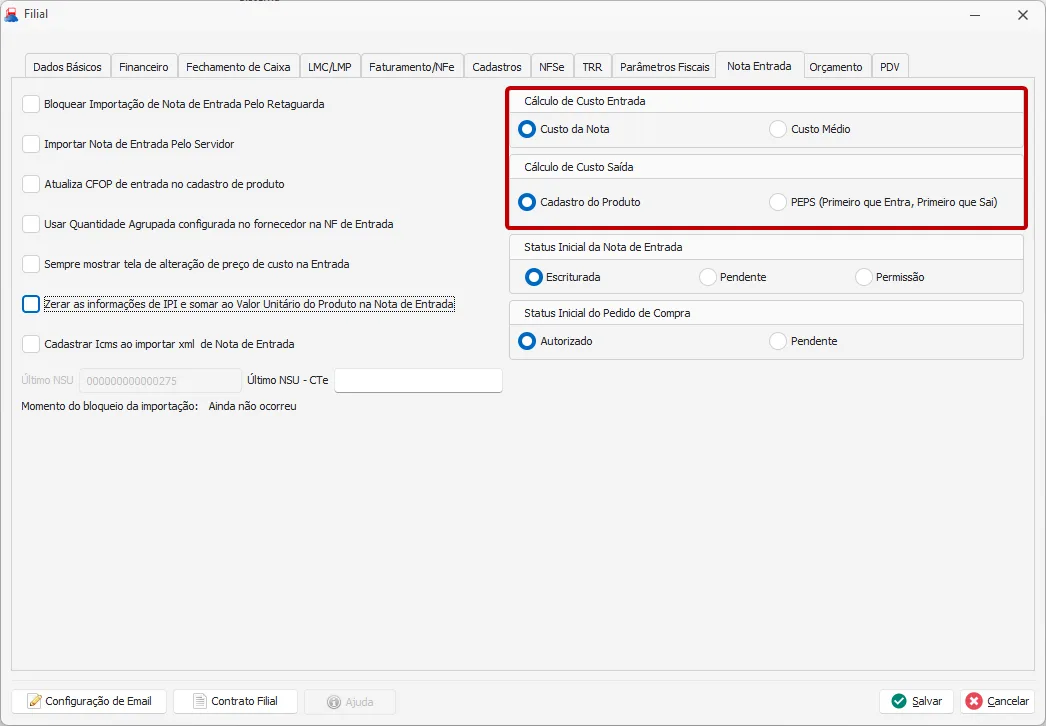 Filial
Dados Básicos Financeiro Fechamento de Caixa LMC/LMP Faturamento/NFe Cadastros NFSe TRR Parâmetros Fiscais Nota Entrada Orçamento PDV
Bloquear Importação de Nota de Entrada Pelo Retaguarda
Importar Nota de Entrada Pelo Servidor
Atualiza CFOP de entrada no cadastro de produto
Usar Quantidade Agrupada configurada no fornecedor na NF de Entrada
Sempre mostrar tela de alteração de preço de custo na Entrada
Zerar as informações de IPI e somar ao Valor Unitário do Produto na Nota de Entrada
Cadastrar Icms ao importar xml de Nota de Entrada
Último NSU 000000000000275 Último NSU - CTe
Momento do bloqueio da importação: Ainda não ocorreu
Cálculo de Custo Entrada
Custo da Nota Custo Médio
Cálculo de Custo Saída
Cadastro do Produto PEPS (Primeiro que Entra, Primeiro que Sai)
Status Inicial da Nota de Entrada
Escriturada Pendente Permissão
Status Inicial do Pedido de Compra
Autorizado Pendente
Configuração de Email Contrato Filial Ajuda Salvar Cancelar